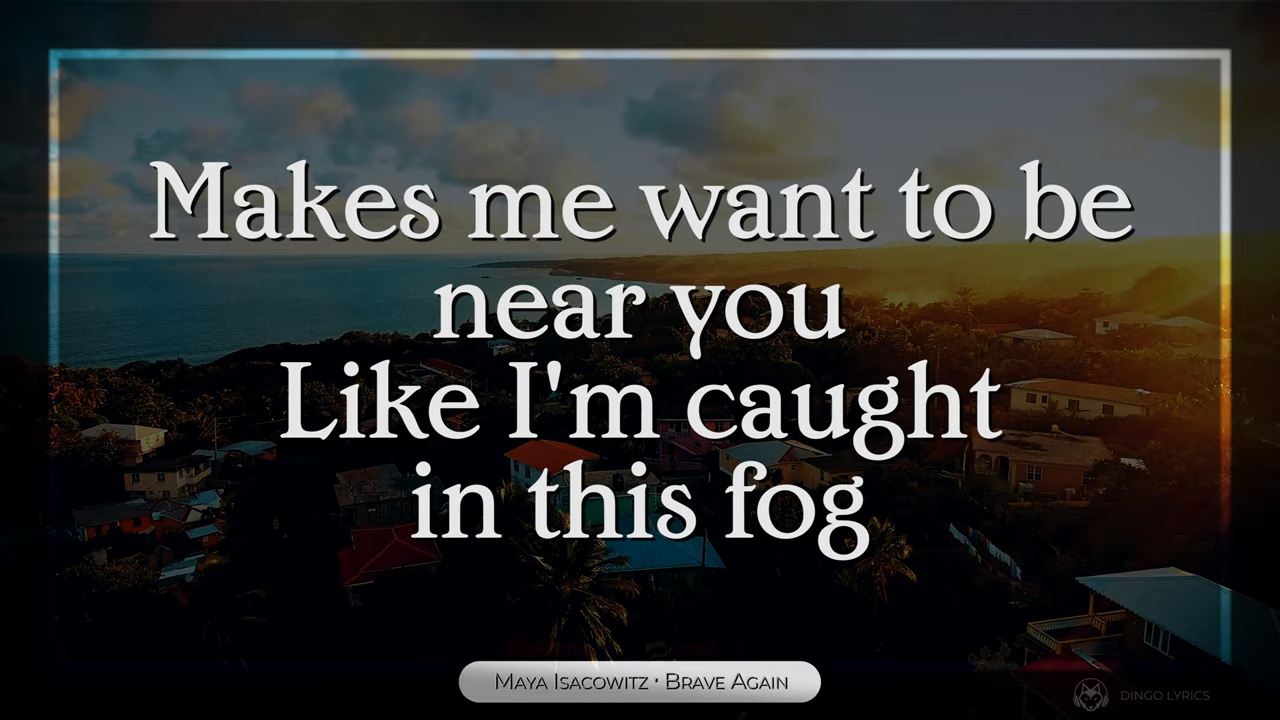 Makes me want to be
near you
Like I'm caught
in this fog
Maya Isacowitz • Brave Again
DINGO LYRICS